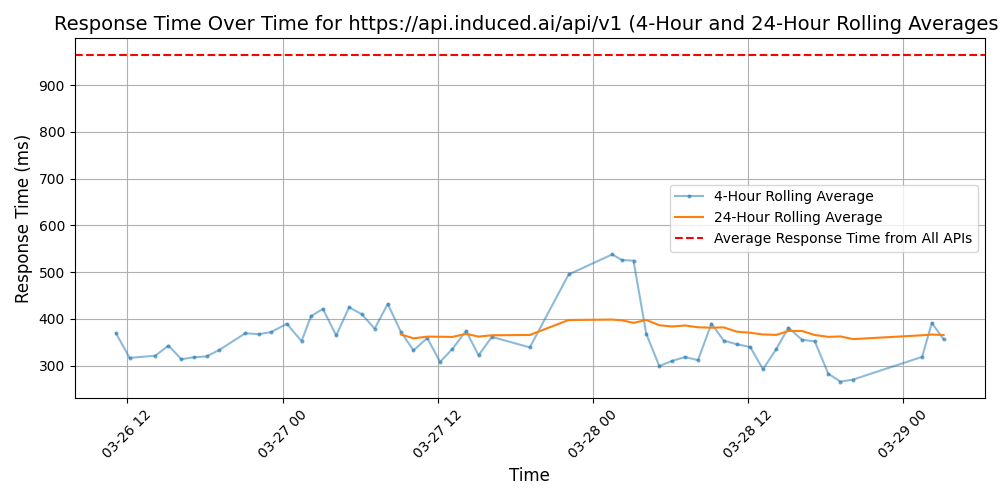 Response Time Over Time for https://api.induced.ai/api/v1 (4-Hour and 24-Hour Rolling Averages
Response Time (ms)
900
800
700
600
500
400
300
4-Hour Rolling Average
24-Hour Rolling Average
Average Response Time from All APIs
03-26 12
03-27 00
03-27 12
03-28 00
03-28 12
03-29 00
Time